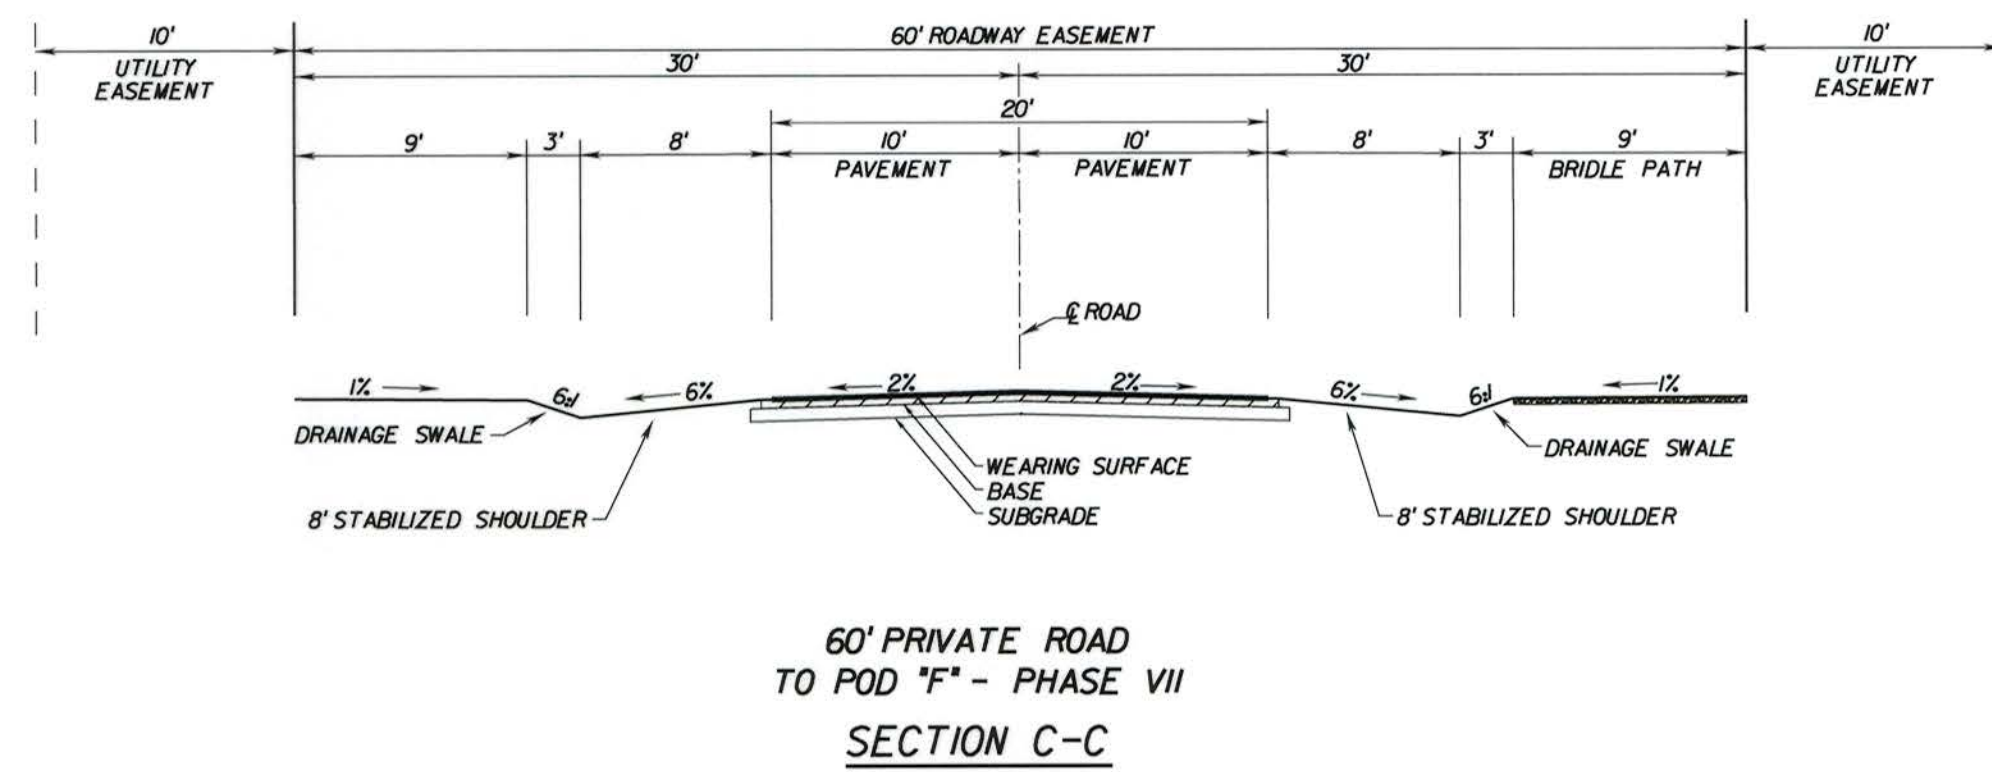 10'
60' ROADWAY EASEMENT
10'
UTILITY
EASEMENT
30'
30'
UTILITY
EASEMENT
20'
9'
3'
8'
10'
10'
8'
3'
9'
PAVEMENT
PAVEMENT
BRIDLE PATH
℄ ROAD
1%
6:1
6%
2%
2%
6%
6:1
1%
DRAINAGE SWALE
DRAINAGE SWALE
WEARING SURFACE
BASE
SUBGRADE
8' STABILIZED SHOULDER
8' STABILIZED SHOULDER
60' PRIVATE ROAD
TO POD "F" - PHASE VII
SECTION C-C